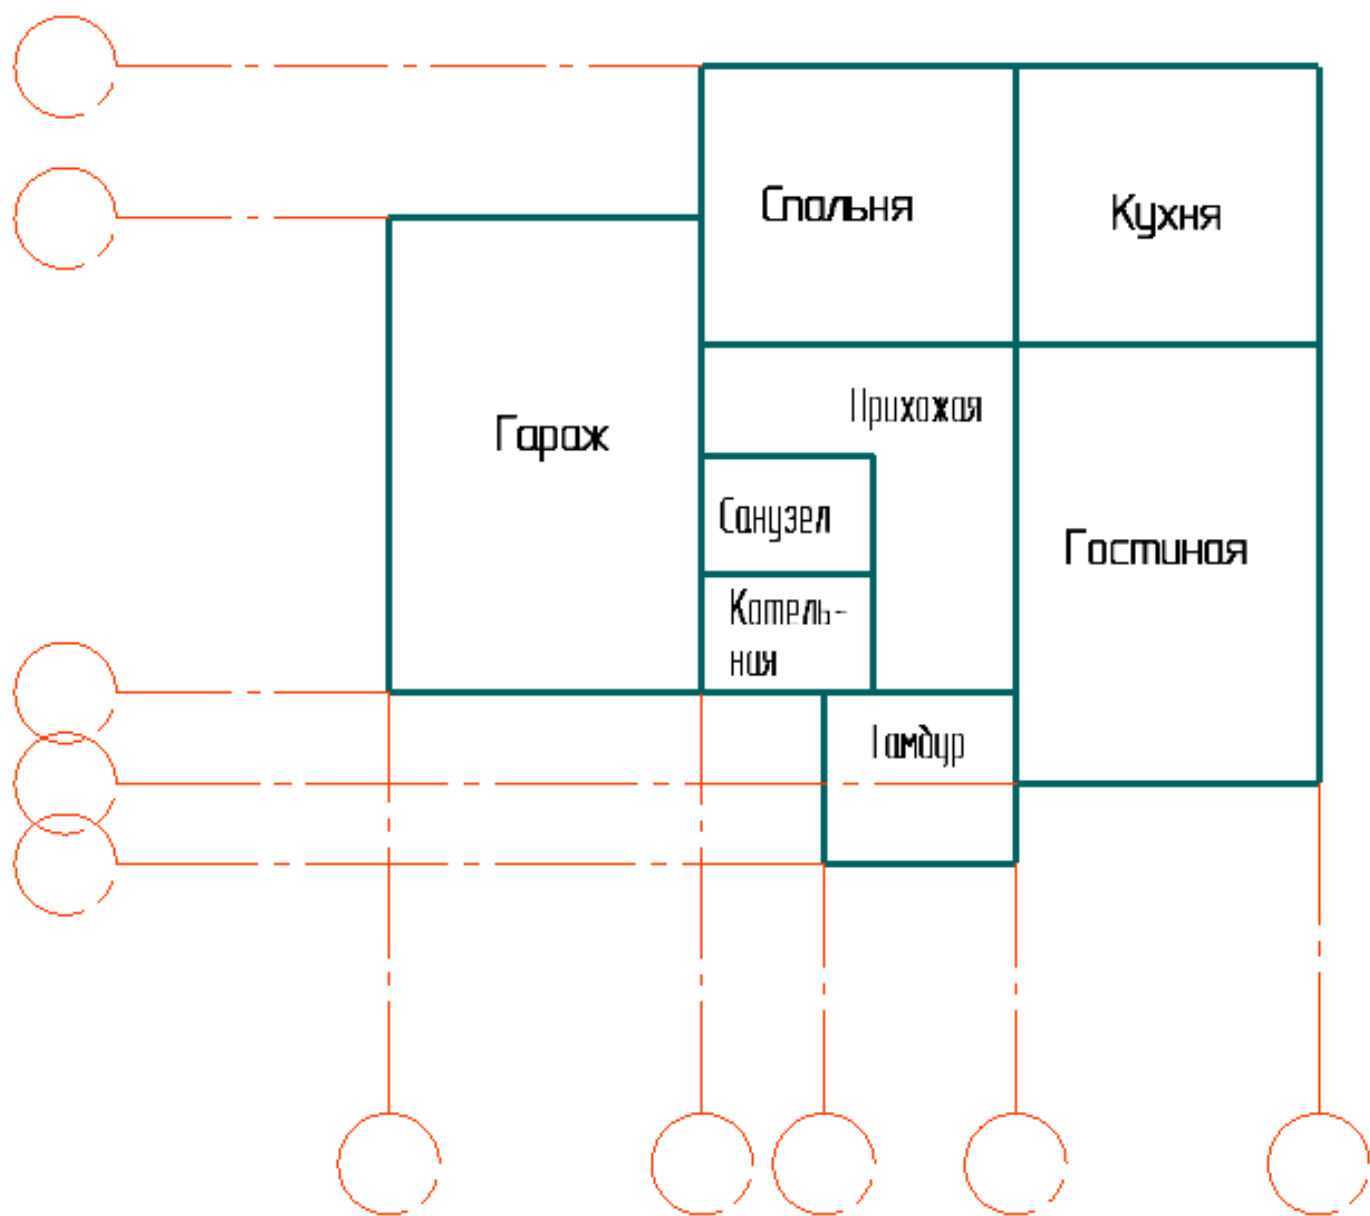 Спальня
Кухня
Прихожая
Гараж
Санузел
Гостиная
Котель-
ная
Тамбур